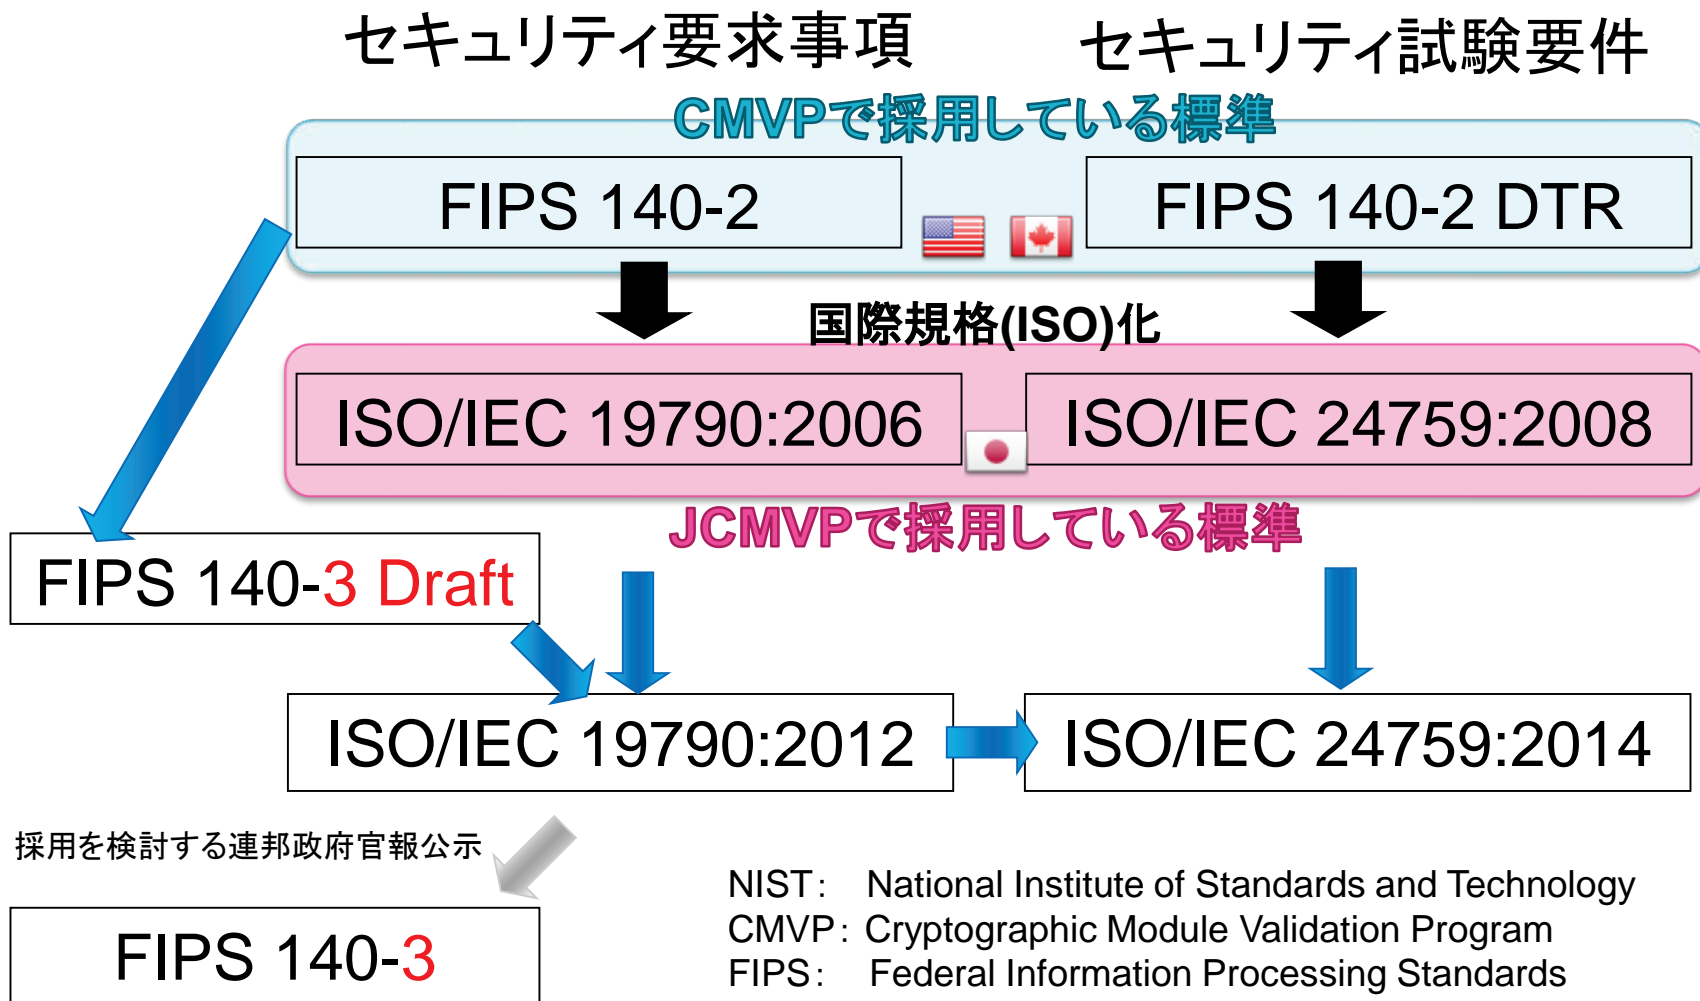 セキュリティ要求事項
セキュリティ試験要件
CMVPで採用している標準
FIPS 140-2
FIPS 140-2 DTR
国際規格(ISO)化
ISO/IEC 19790:2006
ISO/IEC 24759:2008
JCMVPで採用している標準
FIPS 140-3 Draft
ISO/IEC 19790:2012
ISO/IEC 24759:2014
採用を検討する連邦政府官報公示
FIPS 140-3
NIST： National Institute of Standards and Technology
CMVP： Cryptographic Module Validation Program
FIPS： Federal Information Processing Standards